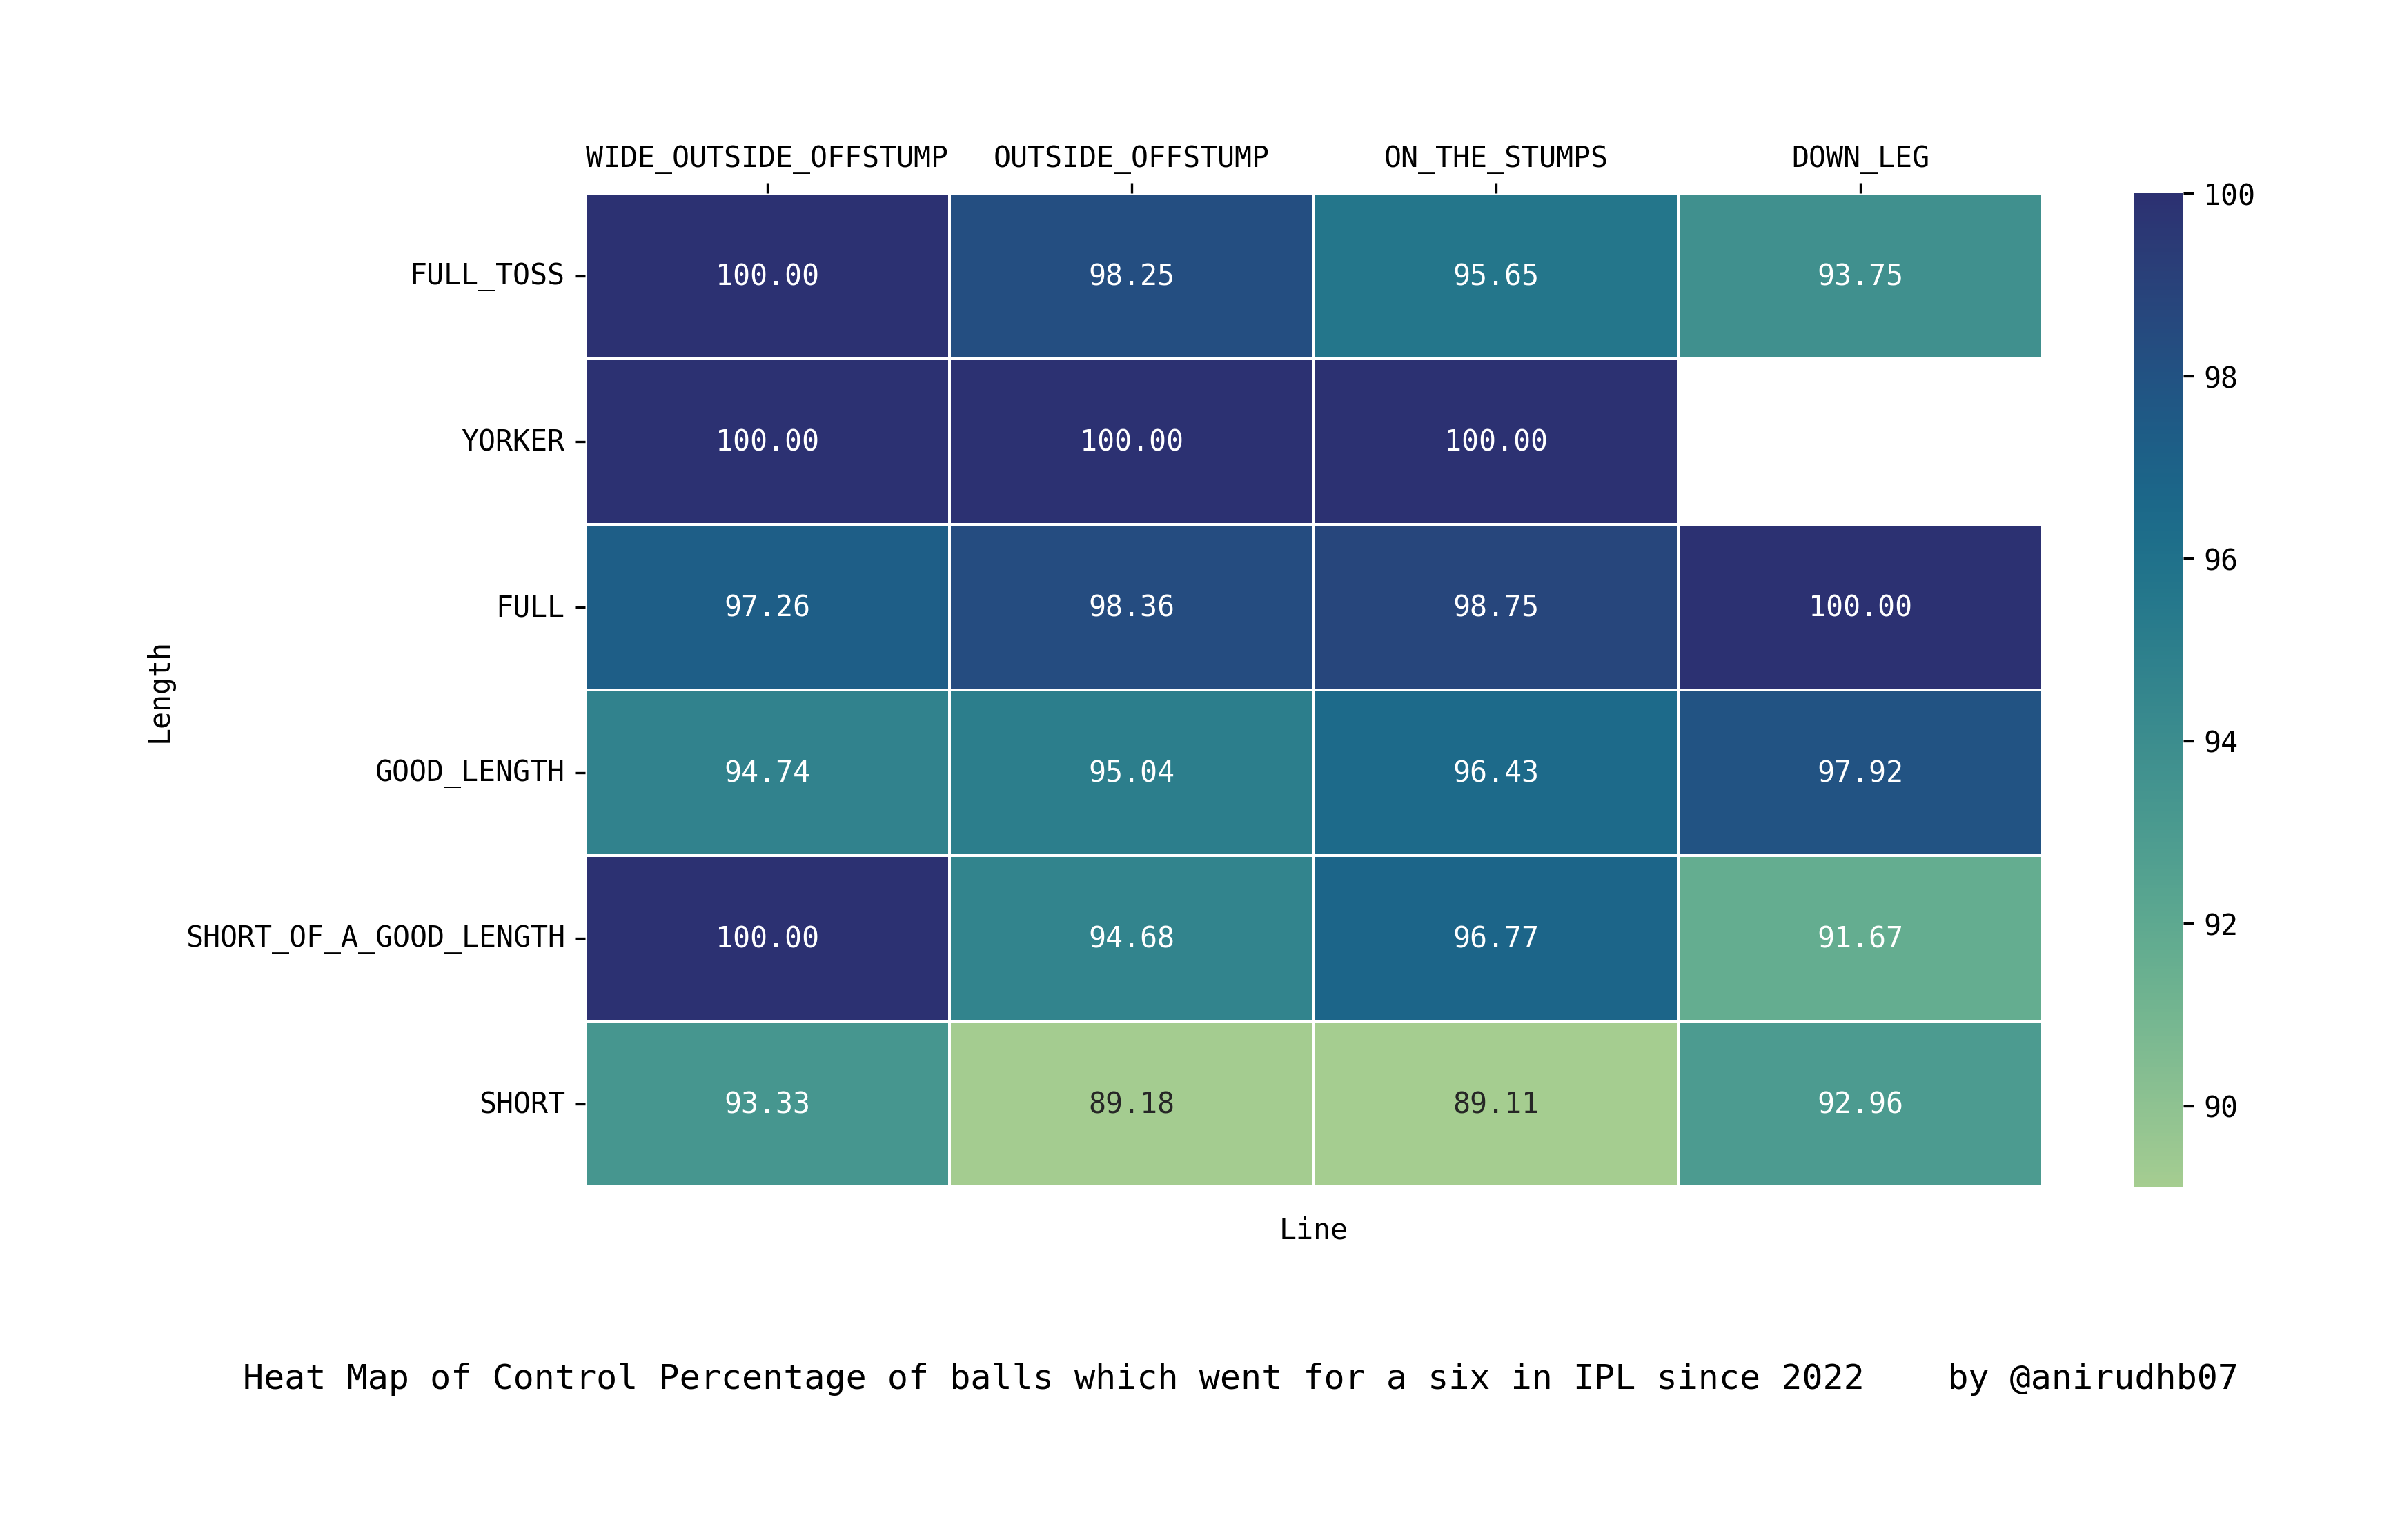 WIDE_OUTSIDE_OFFSTUMP OUTSIDE_OFFSTUMP ON_THE_STUMPS DOWN_LEG
100
FULL_TOSS 100.00 98.25 95.65 93.75
98
YORKER 100.00 100.00 100.00
96
FULL 97.26 98.36 98.75 100.00
Length
94
GOOD_LENGTH 94.74 95.04 96.43 97.92
92
SHORT_OF_A_GOOD_LENGTH 100.00 94.68 96.77 91.67
90
SHORT 93.33 89.18 89.11 92.96
Line
Heat Map of Control Percentage of balls which went for a six in IPL since 2022 by @anirudhb07